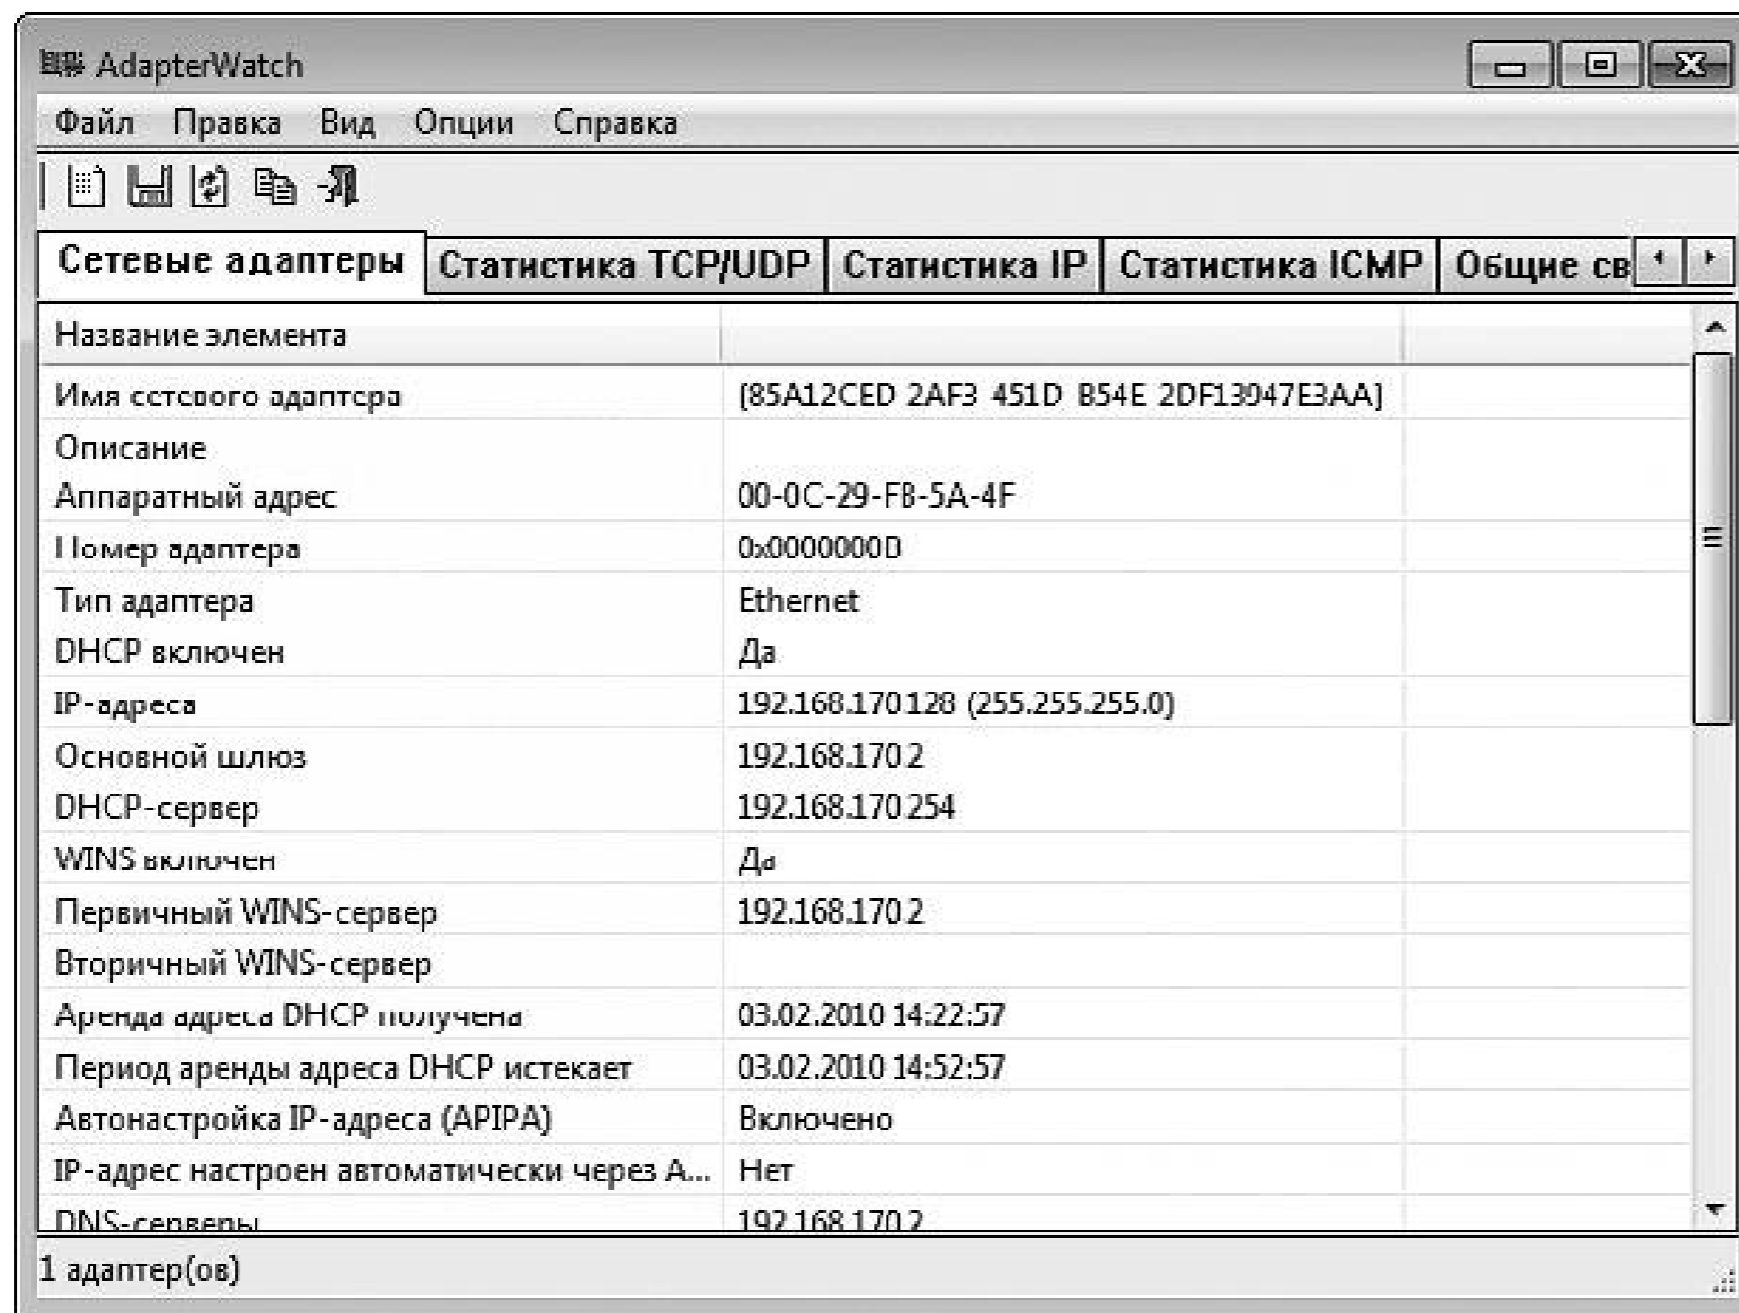 AdapterWatch
Файл Правка Вид Опции Справка
Сетевые адаптеры Статистика TCP/UDP Статистика IP Статистика ICMP Общие св
Название элемента
Имя сетевого адаптера {85A12CED-2AF3-451D-B54E-2DF13947E3AA}
Описание
Аппаратный адрес 00-0C-29-FB-5A-4F
Номер адаптера 0x0000000B
Тип адаптера Ethernet
DHCP включен Да
IP-адреса 192.168.170.128 (255.255.255.0)
Основной шлюз 192.168.170.2
DHCP-сервер 192.168.170.254
WINS включен Да
Первичный WINS-сервер 192.168.170.2
Вторичный WINS-сервер
Аренда адреса DHCP получена 03.02.2010 14:22:57
Период аренды адреса DHCP истекает 03.02.2010 14:52:57
Автонастройка IP-адреса (APIPA) Включено
IP-адрес настроен автоматически через A... Нет
DNS-серверы 192.168.170.2
1 адаптер(ов)